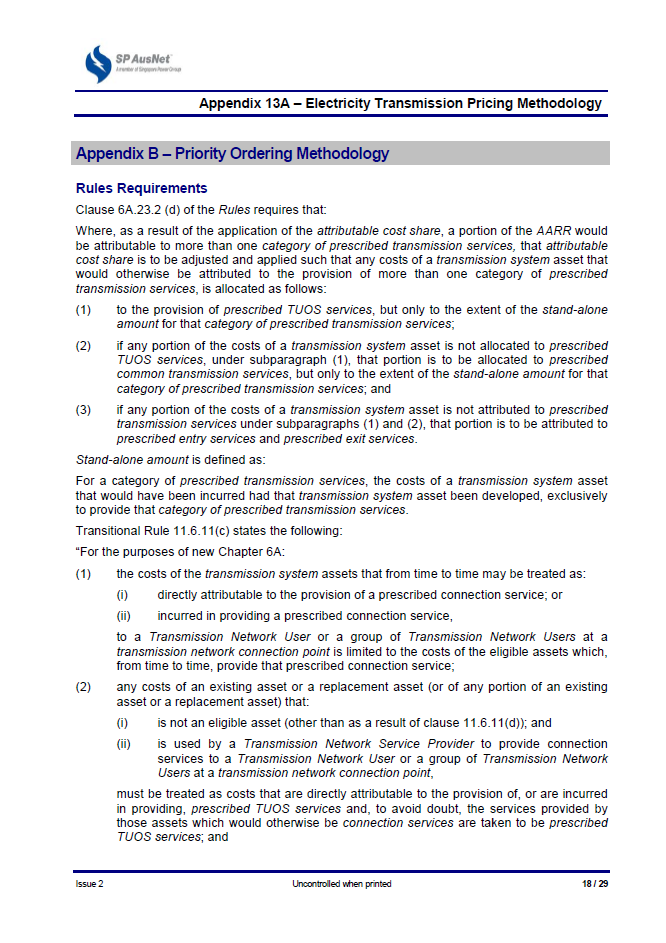 SP AusNet
A member of Singapore Power Group
Appendix 13A – Electricity Transmission Pricing Methodology
Appendix B – Priority Ordering Methodology
Rules Requirements
Clause 6A.23.2 (d) of the Rules requires that:
Where, as a result of the application of the attributable cost share, a portion of the AARR would
be attributable to more than one category of prescribed transmission services, that attributable
cost share is to be adjusted and applied such that any costs of a transmission system asset that
would otherwise be attributed to the provision of more than one category of prescribed
transmission services, is allocated as follows:
(1) to the provision of prescribed TUOS services, but only to the extent of the stand-alone
amount for that category of prescribed transmission services;
(2) if any portion of the costs of a transmission system asset is not allocated to prescribed
TUOS services, under subparagraph (1), that portion is to be allocated to prescribed
common transmission services, but only to the extent of the stand-alone amount for that
category of prescribed transmission services; and
(3) if any portion of the costs of a transmission system asset is not attributed to prescribed
transmission services under subparagraphs (1) and (2), that portion is to be attributed to
prescribed entry services and prescribed exit services.
Stand-alone amount is defined as:
For a category of prescribed transmission services, the costs of a transmission system asset
that would have been incurred had that transmission system asset been developed, exclusively
to provide that category of prescribed transmission services.
Transitional Rule 11.6.11(c) states the following:
“For the purposes of new Chapter 6A:
(1) the costs of the transmission system assets that from time to time may be treated as:
(i) directly attributable to the provision of a prescribed connection service; or
(ii) incurred in providing a prescribed connection service,
to a Transmission Network User or a group of Transmission Network Users at a
transmission network connection point is limited to the costs of the eligible assets which,
from time to time, provide that prescribed connection service;
(2) any costs of an existing asset or a replacement asset (or of any portion of an existing
asset or a replacement asset) that:
(i) is not an eligible asset (other than as a result of clause 11.6.11(d)); and
(ii) is used by a Transmission Network Service Provider to provide connection
services to a Transmission Network User or a group of Transmission Network
Users at a transmission network connection point,
must be treated as costs that are directly attributable to the provision of, or are incurred
in providing, prescribed TUOS services and, to avoid doubt, the services provided by
those assets which would otherwise be connection services are taken to be prescribed
TUOS services; and
Issue 2 Uncontrolled when printed 18 / 29